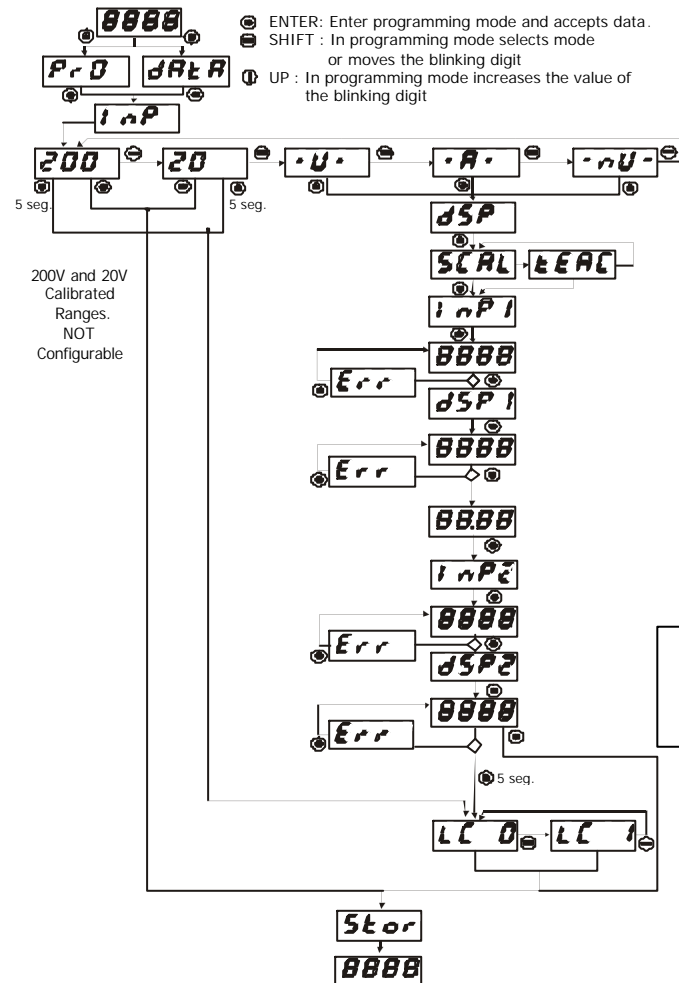 8888
ENTER: Enter programming mode and accepts data.
SHIFT : In programming mode selects mode
or moves the blinking digit
UP : In programming mode increases the value of
the blinking digit
PrO dAtA
InP
200 20 -U- -A- -nU-
5 seg. 5 seg.
dSP
SCAL tEAC
200V and 20V
Calibrated
Ranges.
NOT
Configurable
InP1
8888
Err
dSP1
8888
Err
88.88
InP2
8888
Err
dSP2
8888
Err
5 seg.
LC 0 LC 1
Stor
8888